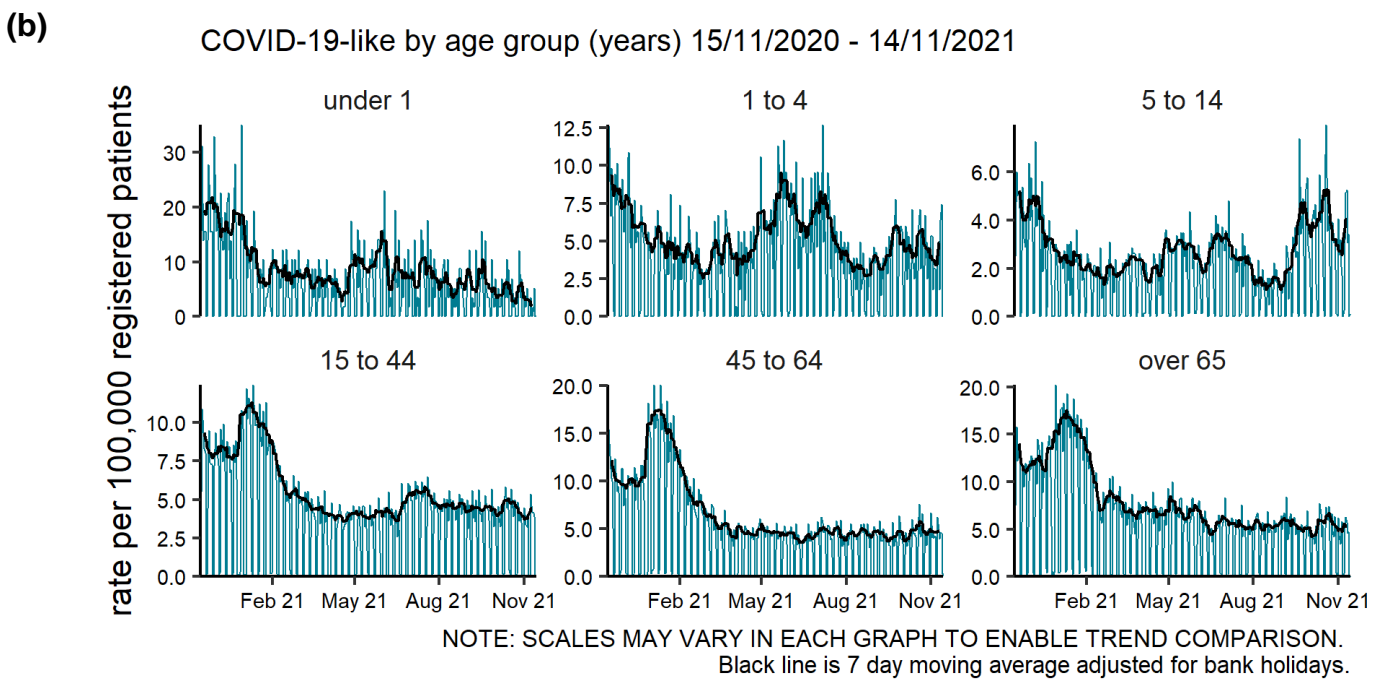 (b)
COVID-19-like by age group (years) 15/11/2020 - 14/11/2021
rate per 100,000 registered patients
under 1
30
20
10
0
1 to 4
12.5
10.0
7.5
5.0
2.5
0.0
5 to 14
6.0
4.0
2.0
0.0
15 to 44
10.0
7.5
5.0
2.5
0.0
Feb 21 May 21 Aug 21 Nov 21
45 to 64
20.0
15.0
10.0
5.0
0.0
Feb 21 May 21 Aug 21 Nov 21
over 65
20.0
15.0
10.0
5.0
0.0
Feb 21 May 21 Aug 21 Nov 21
NOTE: SCALES MAY VARY IN EACH GRAPH TO ENABLE TREND COMPARISON.
Black line is 7 day moving average adjusted for bank holidays.